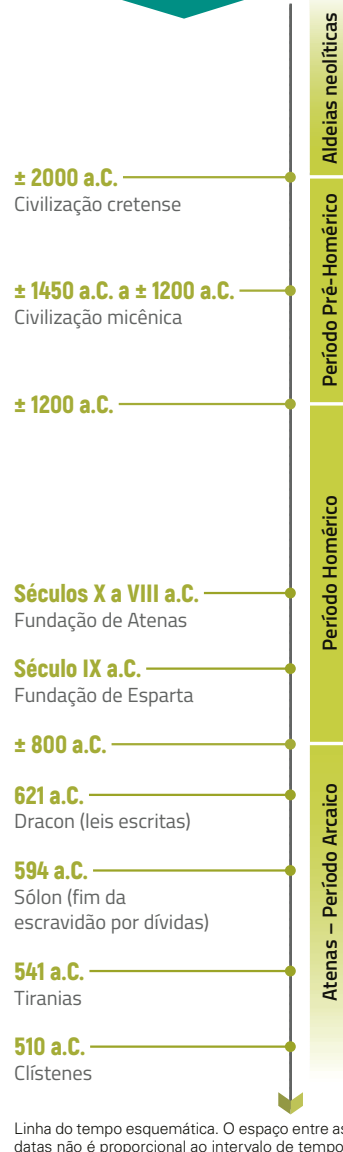 Aldeias neolíticas
± 2000 a.C.
Civilização cretense
Período Pré-Homérico
± 1450 a.C. a ± 1200 a.C.
Civilização micênica
± 1200 a.C.
Período Homérico
Séculos X a VIII a.C.
Fundação de Atenas
Século IX a.C.
Fundação de Esparta
± 800 a.C.
Atenas – Período Arcaico
621 a.C.
Dracon (leis escritas)
594 a.C.
Sólon (fim da
escravidão por dívidas)
541 a.C.
Tiranias
510 a.C.
Clístenes
Linha do tempo esquemática. O espaço entre as
datas não é proporcional ao intervalo de tempo